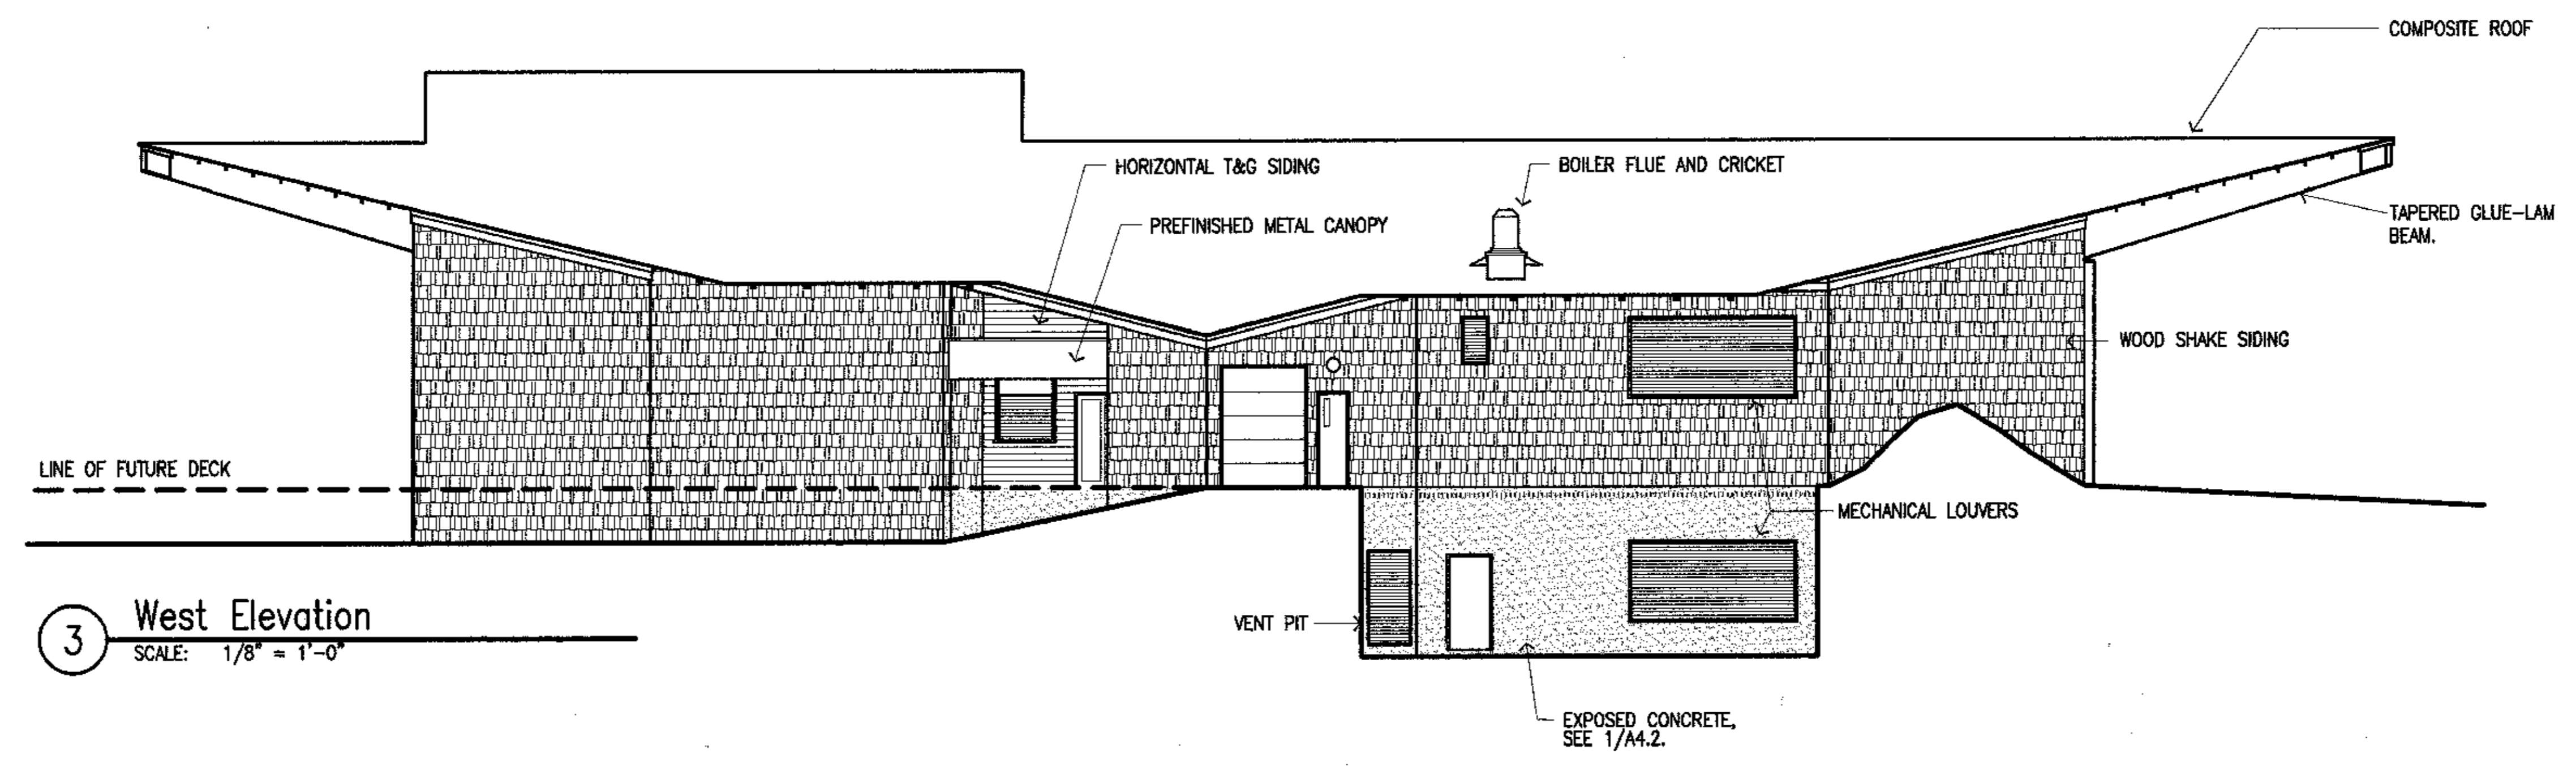 COMPOSITE ROOF
HORIZONTAL T&G SIDING
BOILER FLUE AND CRICKET
PREFINISHED METAL CANOPY
TAPERED GLUE-LAM
BEAM.
WOOD SHAKE SIDING
LINE OF FUTURE DECK
MECHANICAL LOUVERS
VENT PIT
3
West Elevation
SCALE: 1/8" = 1'-0"
EXPOSED CONCRETE,
SEE 1/A4.2.